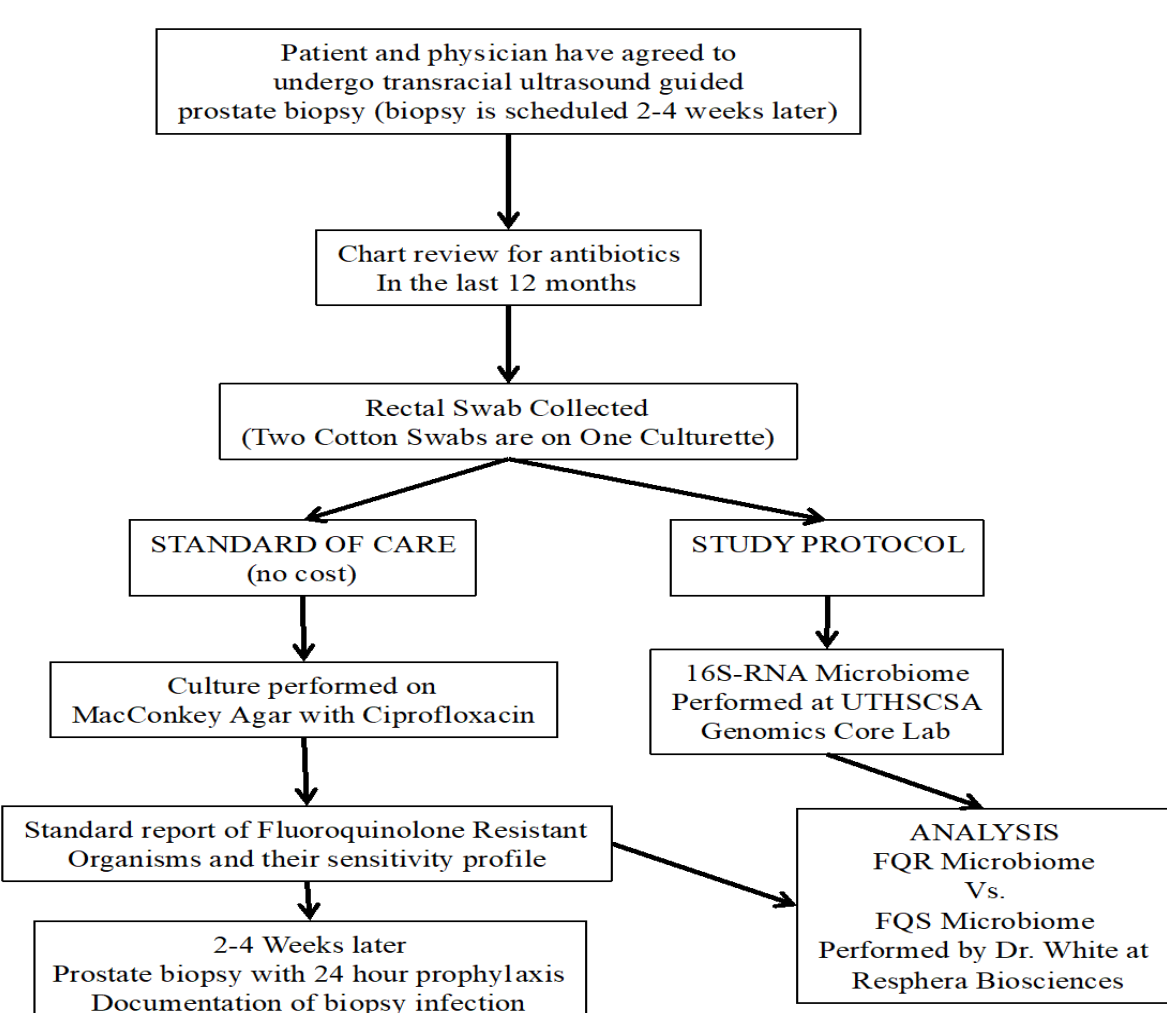 Patient and physician have agreed to
undergo transracial ultrasound guided
prostate biopsy (biopsy is scheduled 2-4 weeks later)
Chart review for antibiotics
In the last 12 months
Rectal Swab Collected
(Two Cotton Swabs are on One Culturette)
STANDARD OF CARE
(no cost)
STUDY PROTOCOL
Culture performed on
MacConkey Agar with Ciprofloxacin
16S-RNA Microbiome
Performed at UTHSCSA
Genomics Core Lab
Standard report of Fluoroquinolone Resistant
Organisms and their sensitivity profile
ANALYSIS
FQR Microbiome
Vs.
FQS Microbiome
Performed by Dr. White at
Resphera Biosciences
2-4 Weeks later
Prostate biopsy with 24 hour prophylaxis
Documentation of biopsy infection